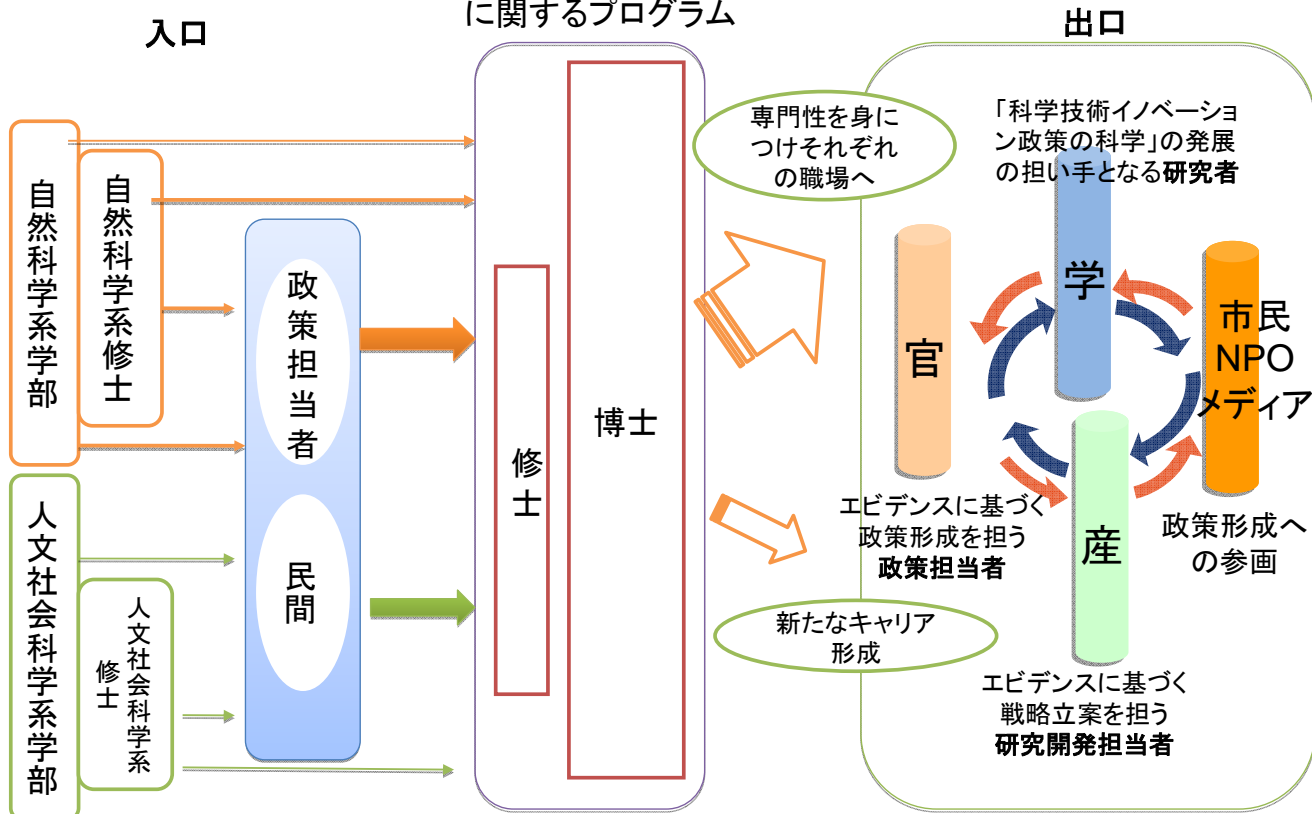 に関するプログラム
入口
出口
自然科学系学部
自然科学系修士
人文社会科学系学部
人文社会科学系
修士
政策担当者
民間
修士
博士
専門性を身に
つけそれぞれ
の職場へ
新たなキャリア
形成
「科学技術イノベーショ
ン政策の科学」の発展
の担い手となる研究者
学
官
市民
NPO
メディア
産
エビデンスに基づく
政策形成を担う
政策担当者
政策形成へ
の参画
エビデンスに基づく
戦略立案を担う
研究開発担当者